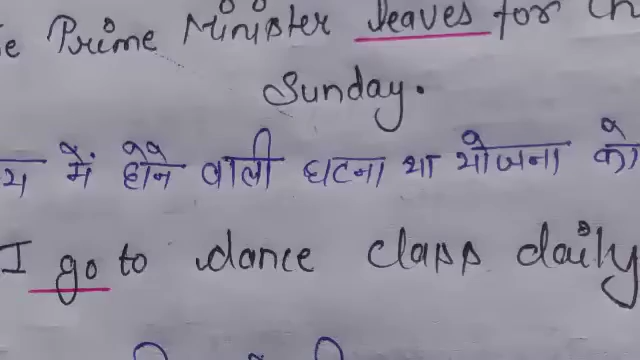 Prime Minister leaves for
Sunday.
में होने वाली घटना या योजना को
I go to dance class daily